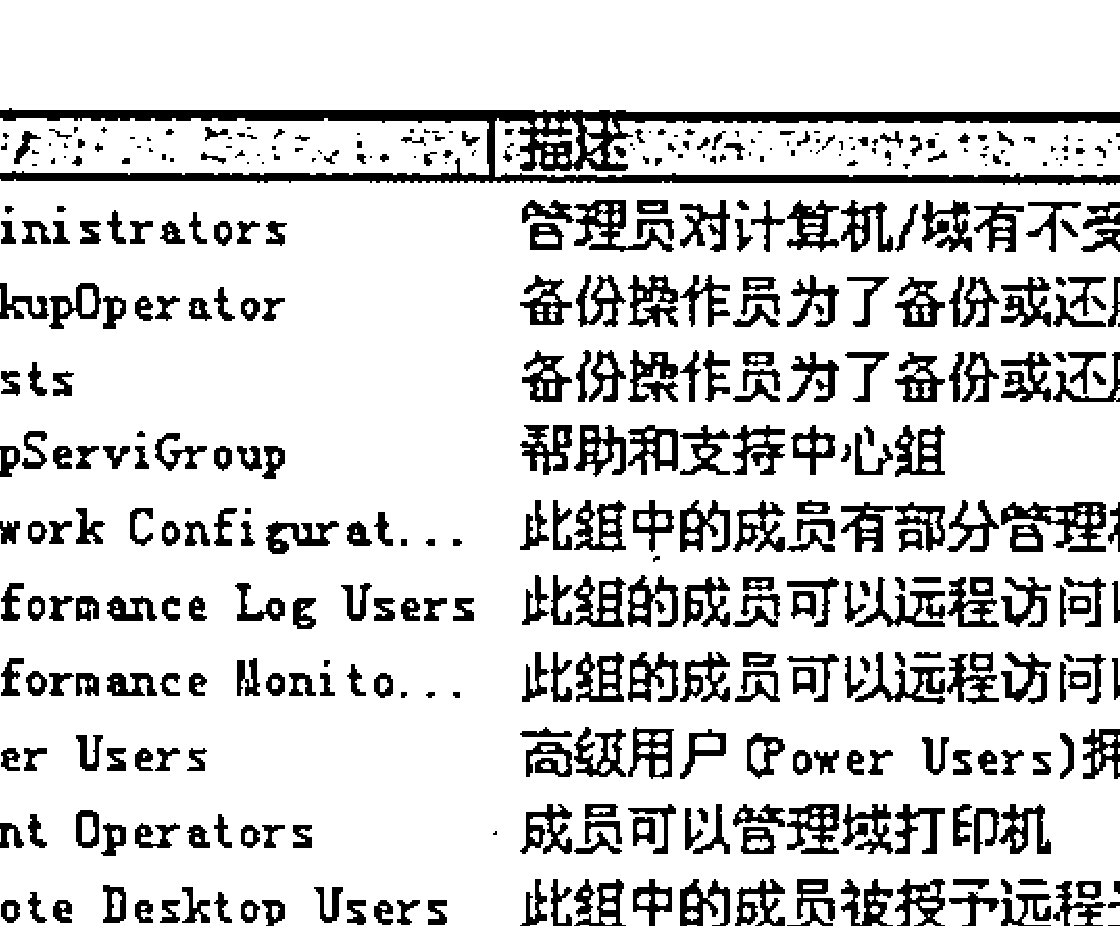 描述
inistrators 管理员对计算机/域有不受
kupOperator 备份操作员为了备份或还原
sts 备份操作员为了备份或还原
pServiGroup 帮助和支持中心组
work Configurat... 此组中的成员有部分管理权
formance Log Users 此组的成员可以远程访问以
formance Monito... 此组的成员可以远程访问以
er Users 高级用户(Power Users)拥
nt Operators 成员可以管理域打印机
ote Desktop Users 此组中的成员被授予远程登